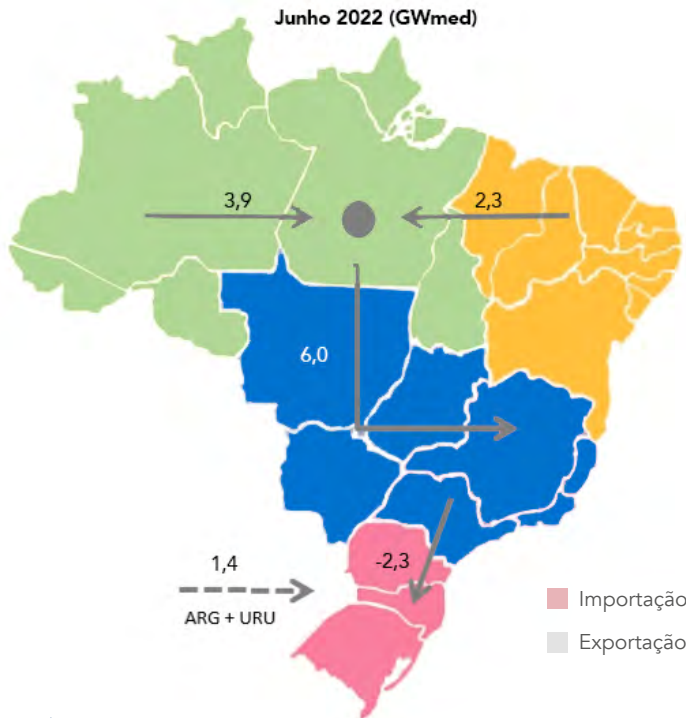 Junho 2022 (GWmed)
3,9
2,3
6,0
-2,3
1,4
ARG + URU
Importação
Exportação